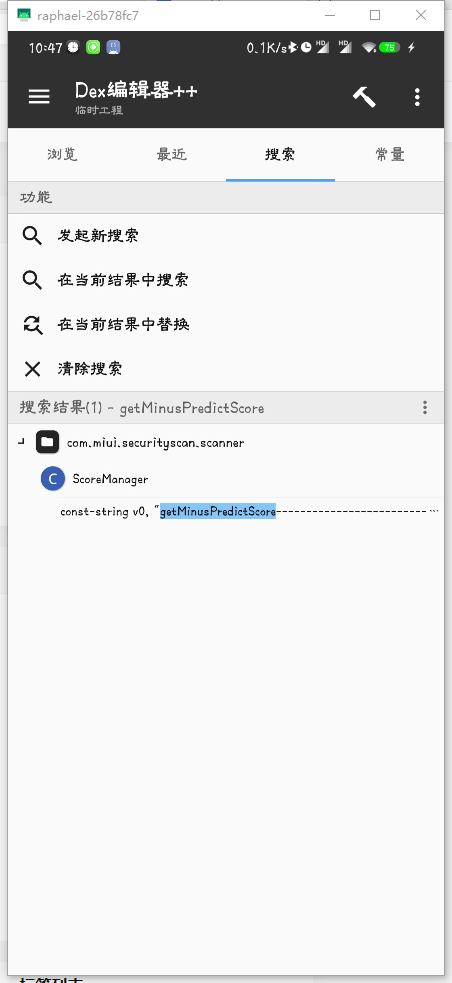 raphael-26b78fc7
10:47 0.1K/s HD HD 75
Dex编辑器++
临时工程
浏览 最近 搜索 常量
功能
发起新搜索
在当前结果中搜索
在当前结果中替换
清除搜索
搜索结果(1) - getMinusPredictScore
com.miui.securityscan.scanner
C ScoreManager
const-string v0, "getMinusPredictScore------------------------- ...